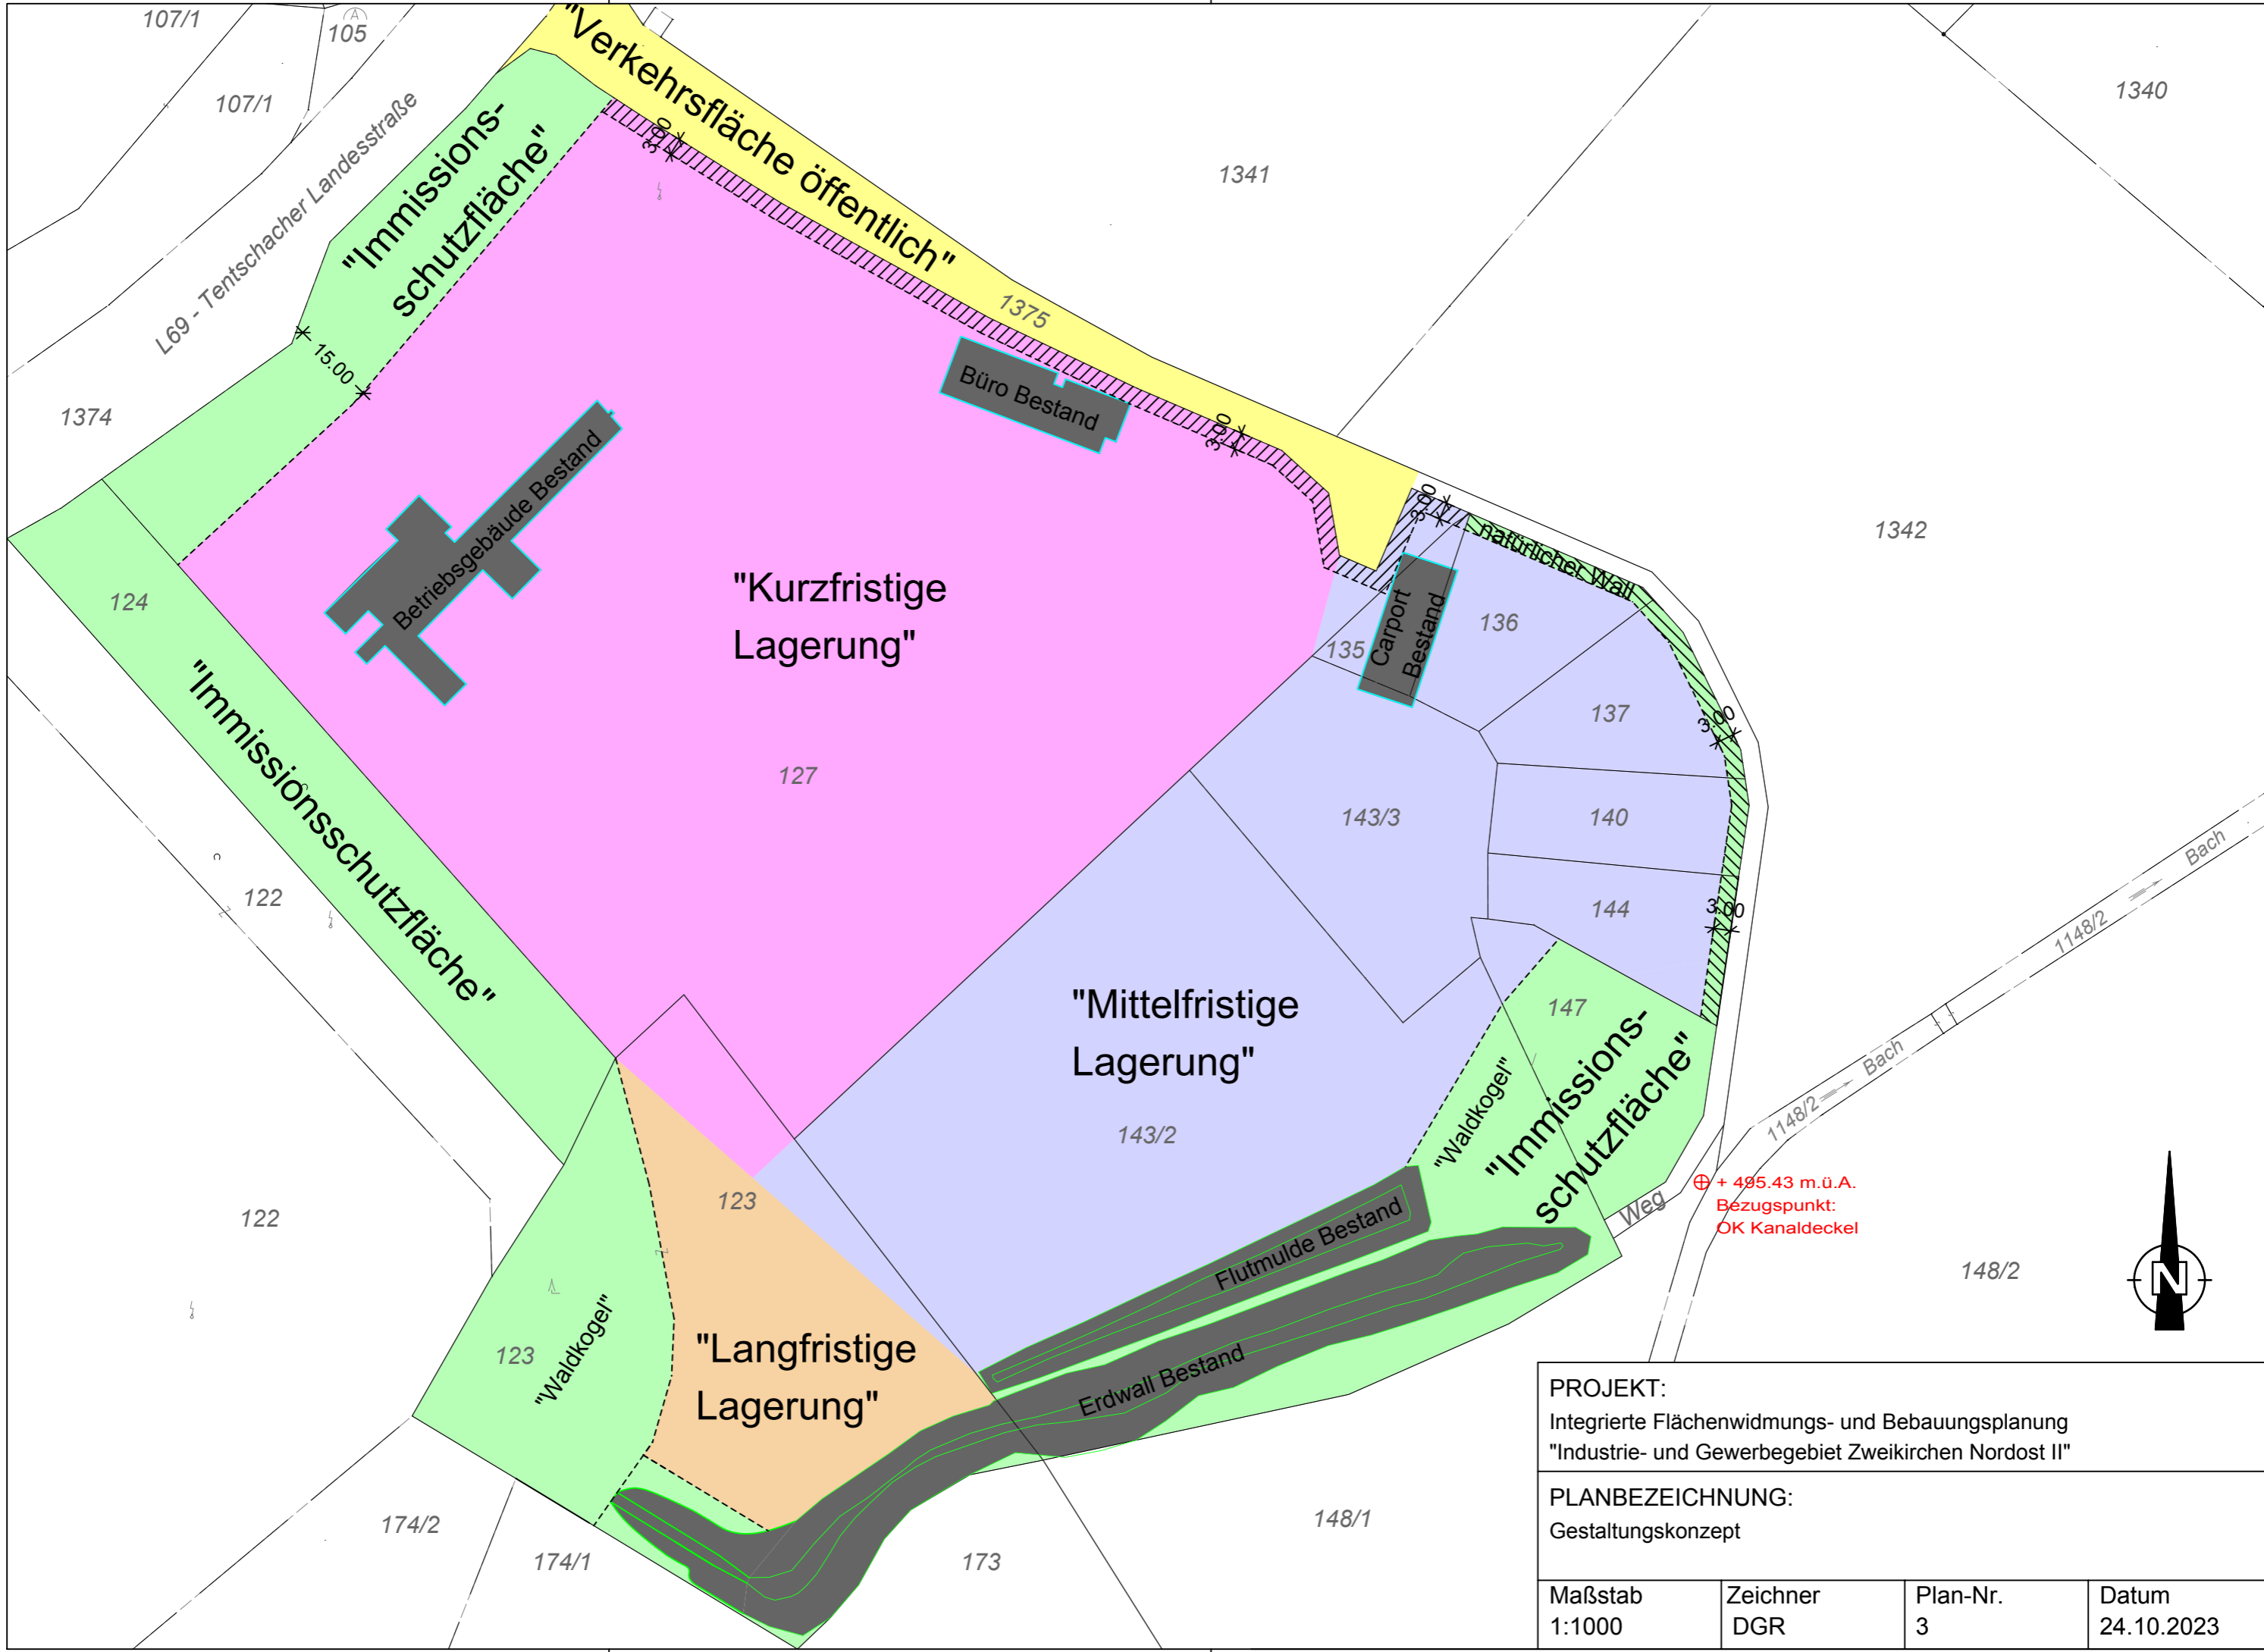 107/1
105
107/1
L69 - Tentschacher Landesstraße
"Immissions-
schutzfläche"
"Verkehrsfläche öffentlich"
3.00
1341
1340
1375
15.00
1374
Büro Bestand
3.00
3.00
natürlicher Wall
1342
Betriebsgebäude Bestand
124
"Kurzfristige
Lagerung"
135
Carport
Bestand
136
137
3.00
"Immissionsschutzfläche"
127
143/3
140
144
3.00
122
Bach
1148/2
"Mittelfristige
Lagerung"
147
"Immissions-
schutzfläche"
"Waldkogel"
Bach
1148/2
143/2
123
122
Weg
+ 495.43 m.ü.A.
Bezugspunkt:
OK Kanaldeckel
148/2
N
Flutmulde Bestand
Erdwall Bestand
123
"Waldkogel"
"Langfristige
Lagerung"
174/2
174/1
173
148/1
PROJEKT:
Integrierte Flächenwidmungs- und Bebauungsplanung
"Industrie- und Gewerbegebiet Zweikirchen Nordost II"
PLANBEZEICHNUNG:
Gestaltungskonzept
Maßstab
1:1000
Zeichner
DGR
Plan-Nr.
3
Datum
24.10.2023